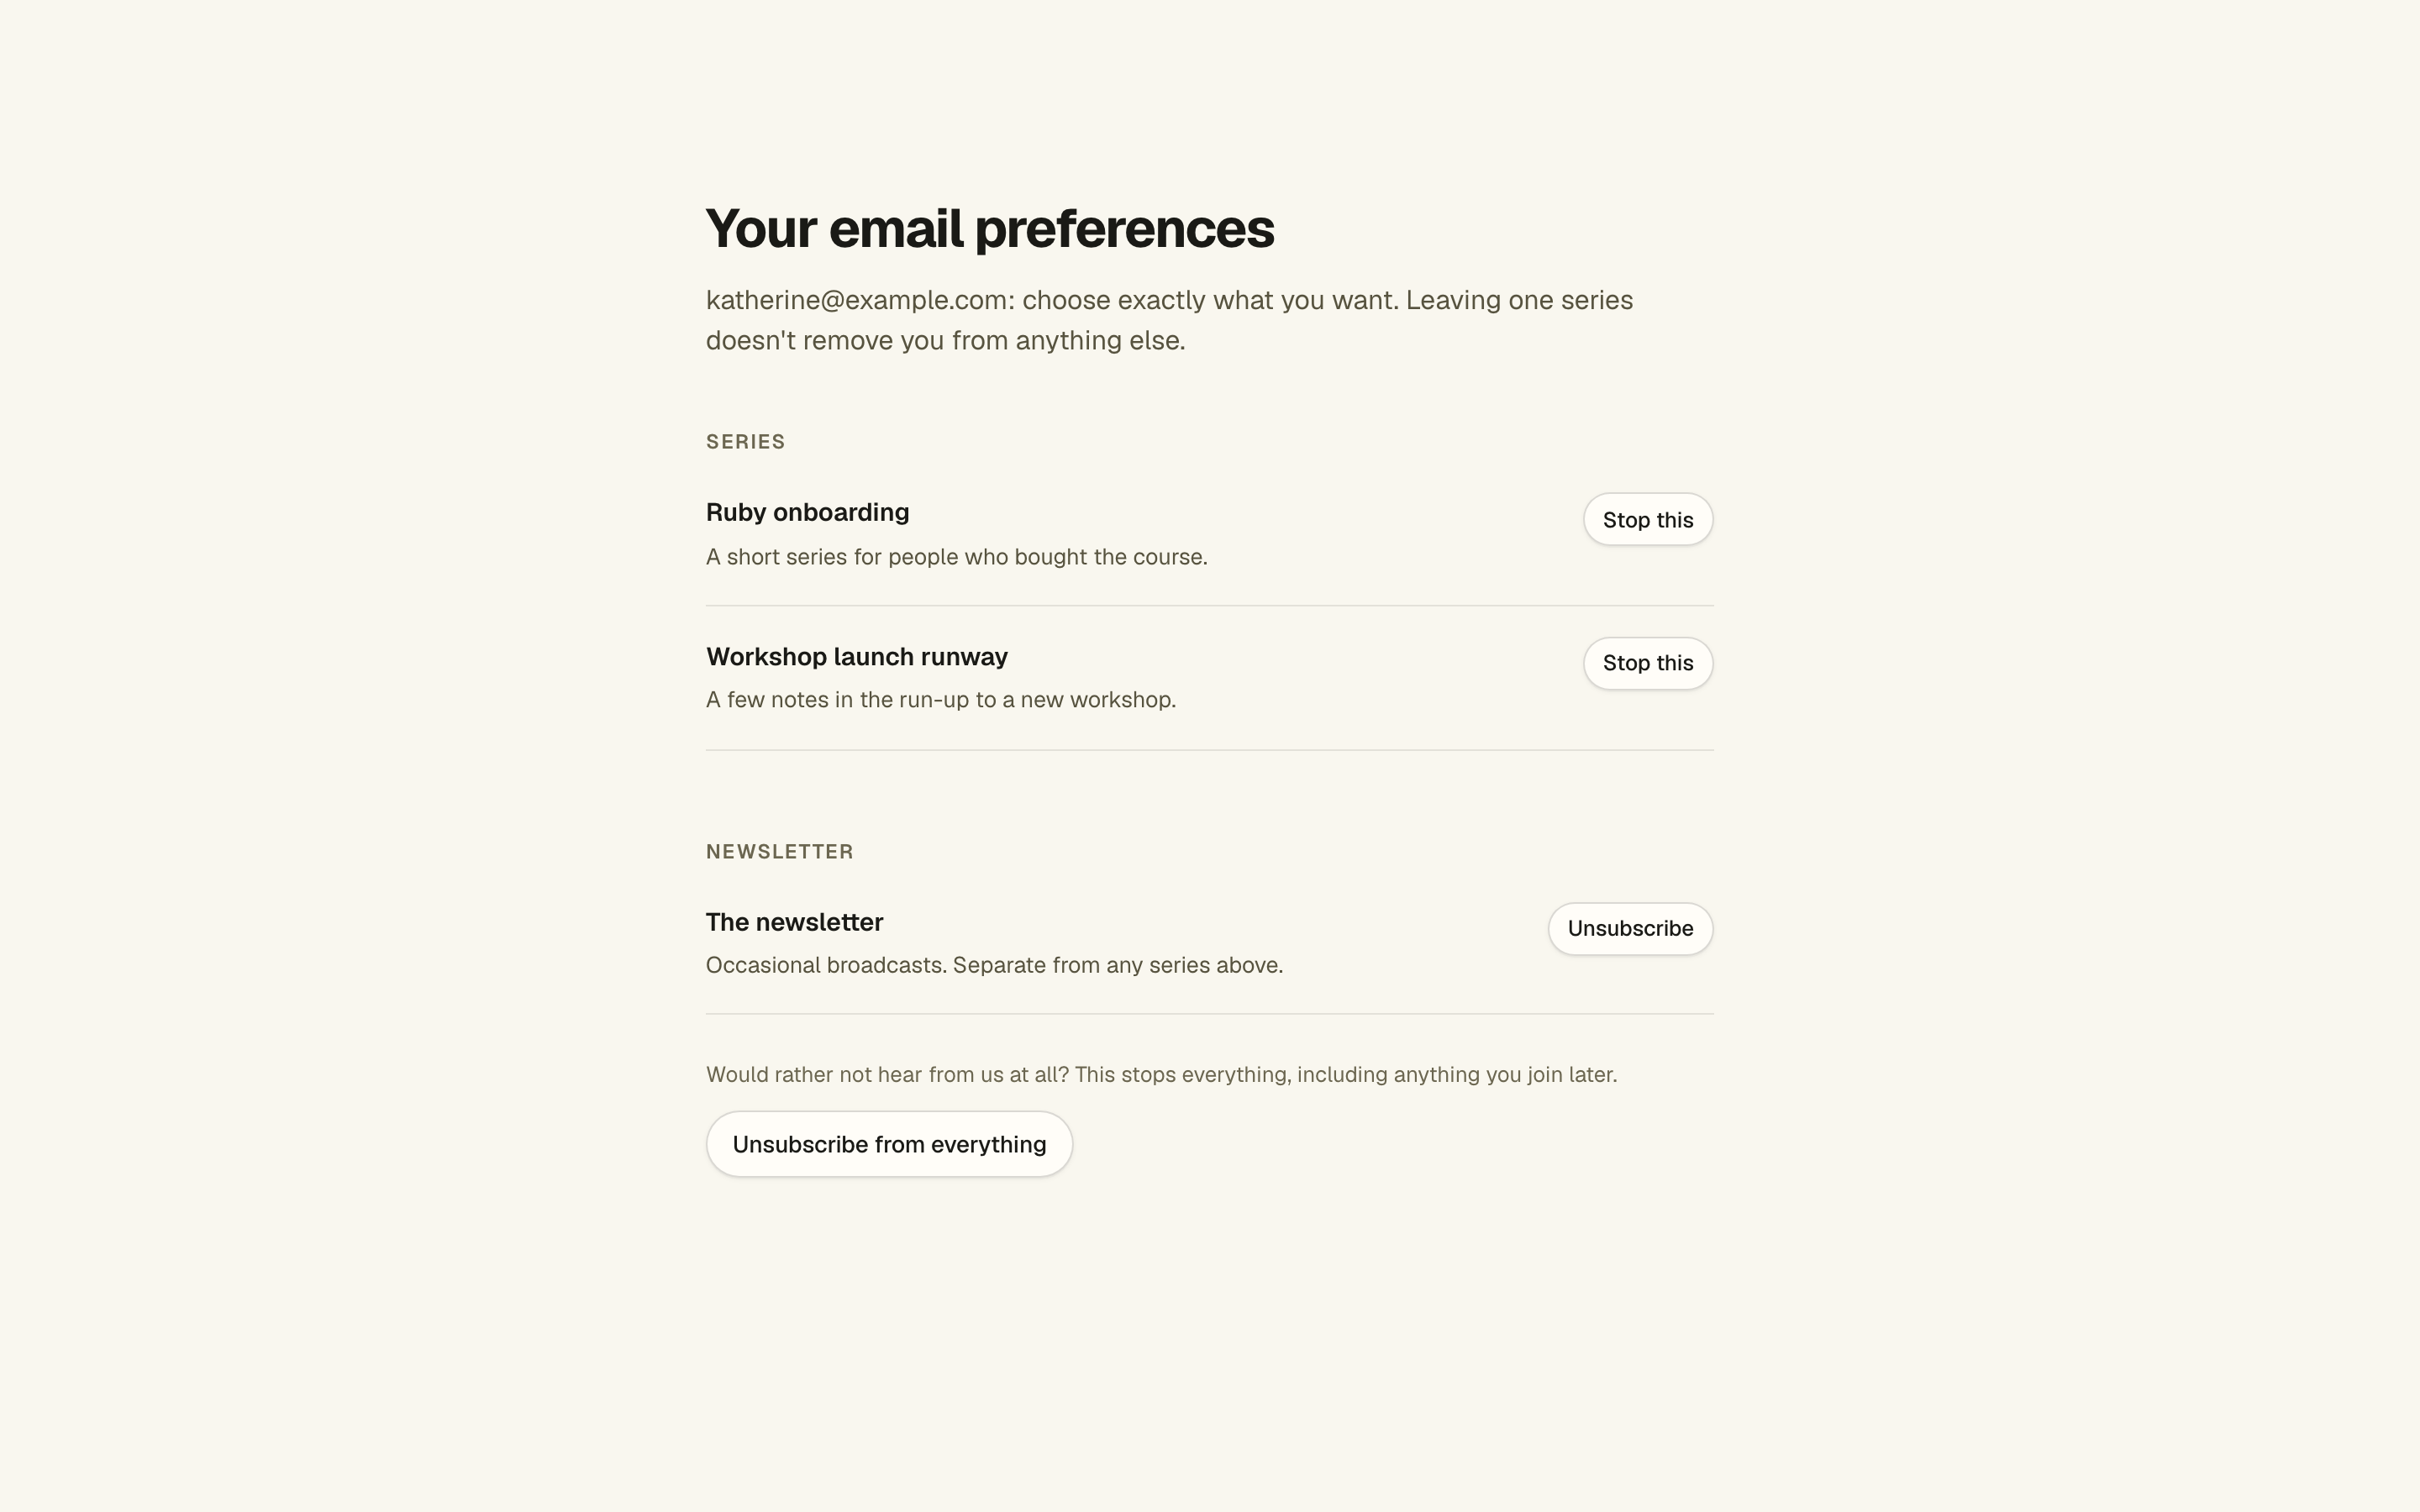 Your email preferences
katherine@example.com: choose exactly what you want. Leaving one series
doesn't remove you from anything else.
SERIES
Ruby onboarding
Stop this
A short series for people who bought the course.
Workshop launch runway
Stop this
A few notes in the run-up to a new workshop.
NEWSLETTER
The newsletter
Unsubscribe
Occasional broadcasts. Separate from any series above.
Would rather not hear from us at all? This stops everything, including anything you join later.
Unsubscribe from everything